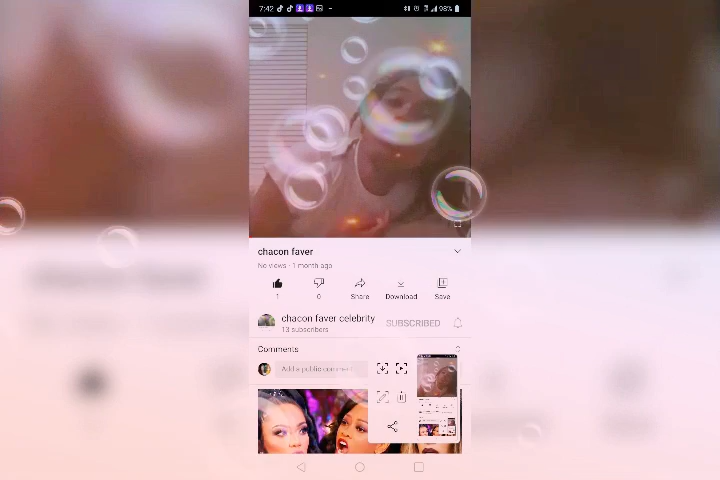 7:42
98%
chacon faver
No views · 1 month ago
1
0
Share
Download
Save
chacon faver celebrity
SUBSCRIBED
13 subscribers
Comments
Add a public comment